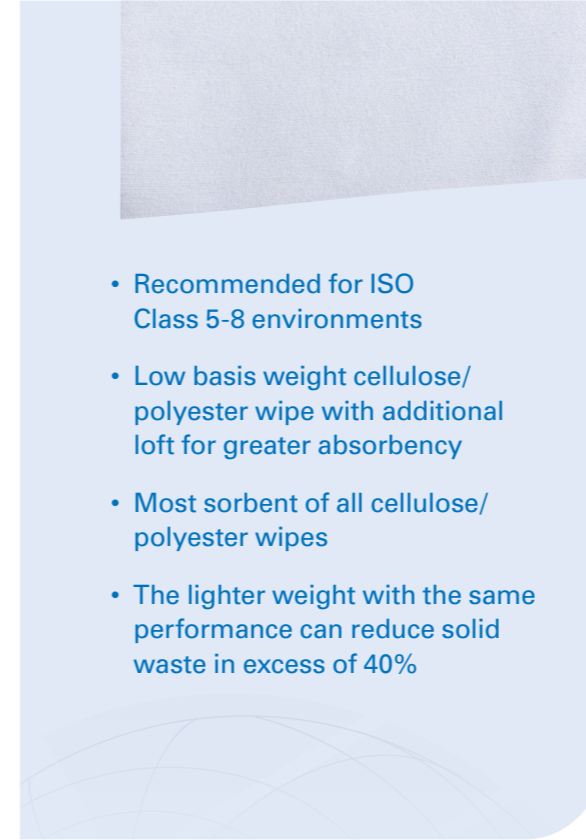 • Recommended for ISO
Class 5-8 environments
• Low basis weight cellulose/
polyester wipe with additional
loft for greater absorbency
• Most sorbent of all cellulose/
polyester wipes
• The lighter weight with the same
performance can reduce solid
waste in excess of 40%